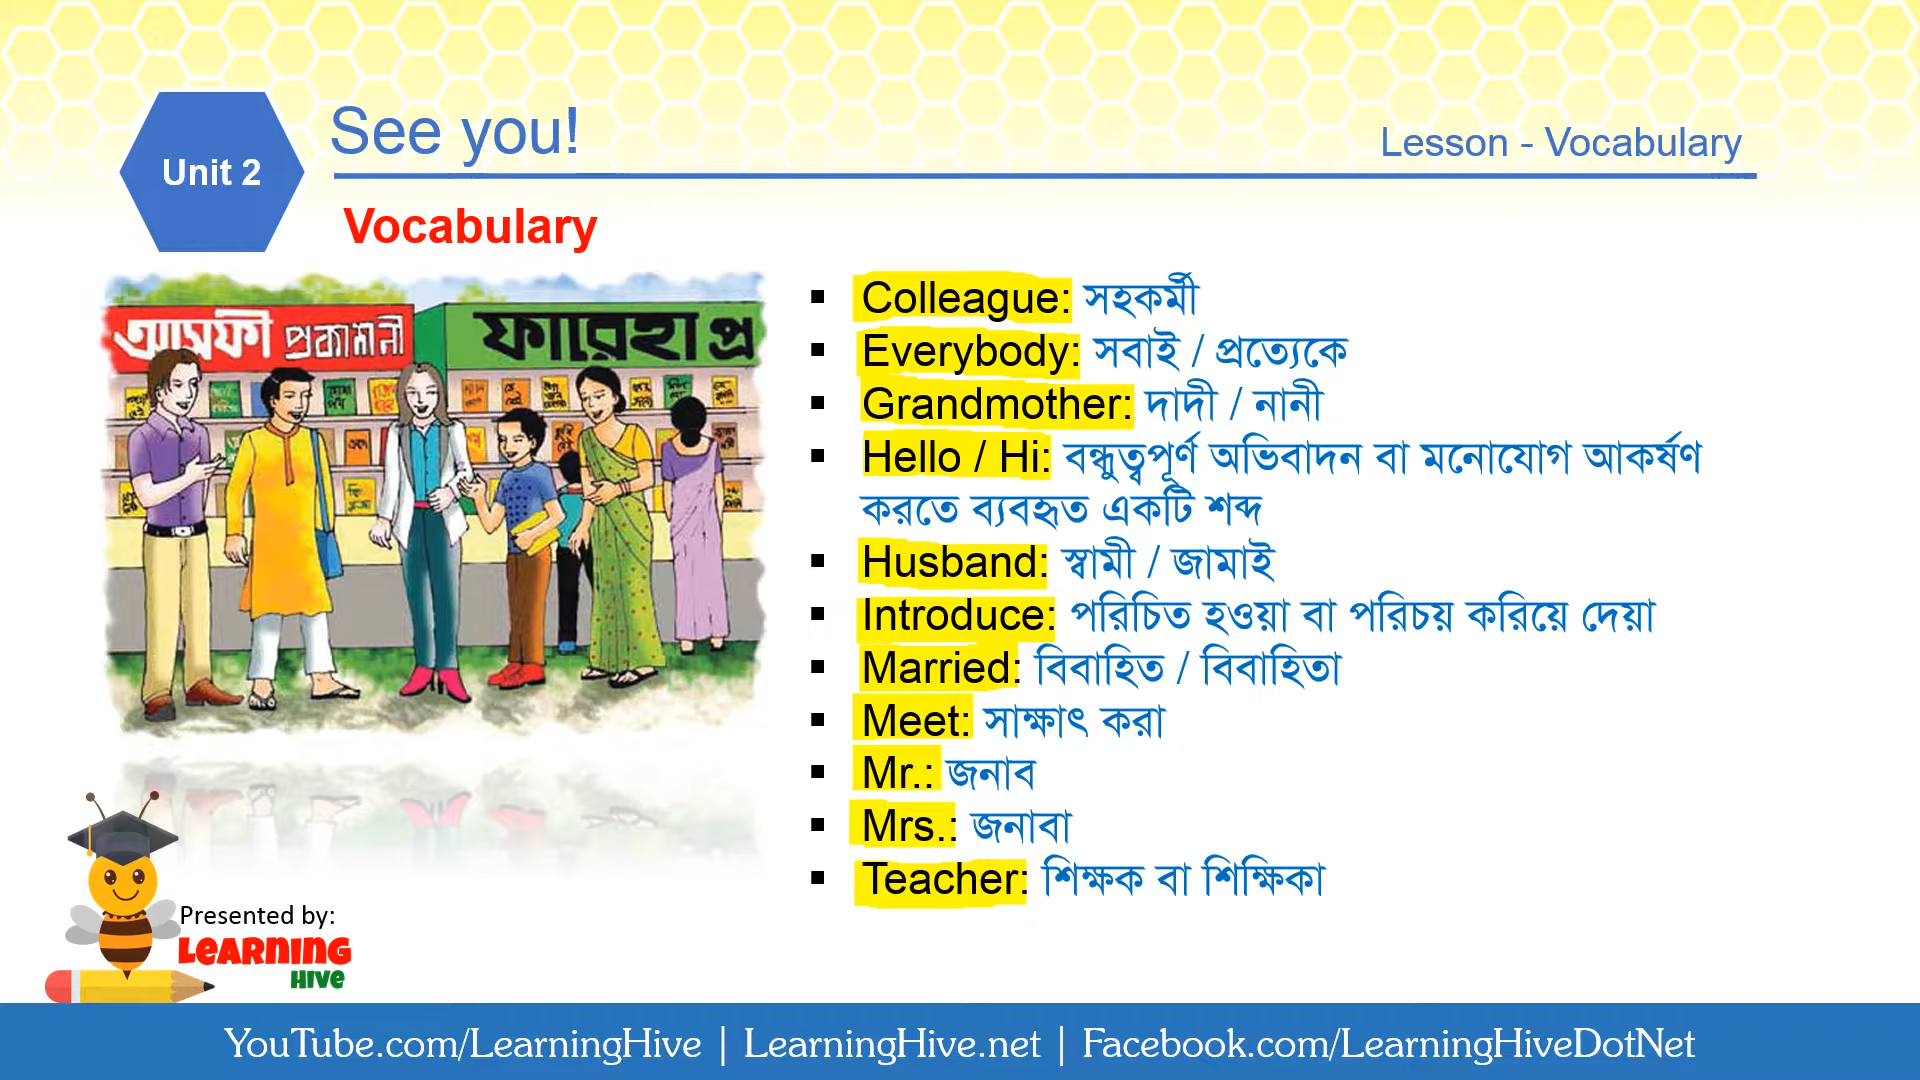 Unit 2
See you!
Lesson - Vocabulary
Vocabulary
আসফী প্রকাশনী
ফারেহা প্র
▪ Colleague: সহকর্মী
▪ Everybody: সবাই / প্রত্যেকে
▪ Grandmother: দাদী / নানী
▪ Hello / Hi: বন্ধুত্বপূর্ণ অভিবাদন বা মনোযোগ আকর্ষণ
করতে ব্যবহৃত একটি শব্দ
▪ Husband: স্বামী / জামাই
▪ Introduce: পরিচিত হওয়া বা পরিচয় করিয়ে দেয়া
▪ Married: বিবাহিত / বিবাহিতা
▪ Meet: সাক্ষাৎ করা
▪ Mr.: জনাব
▪ Mrs.: জনাবা
▪ Teacher: শিক্ষক বা শিক্ষিকা
Presented by:
LEARNING
HIVE
YouTube.com/LearningHive | LearningHive.net | Facebook.com/LearningHiveDotNet